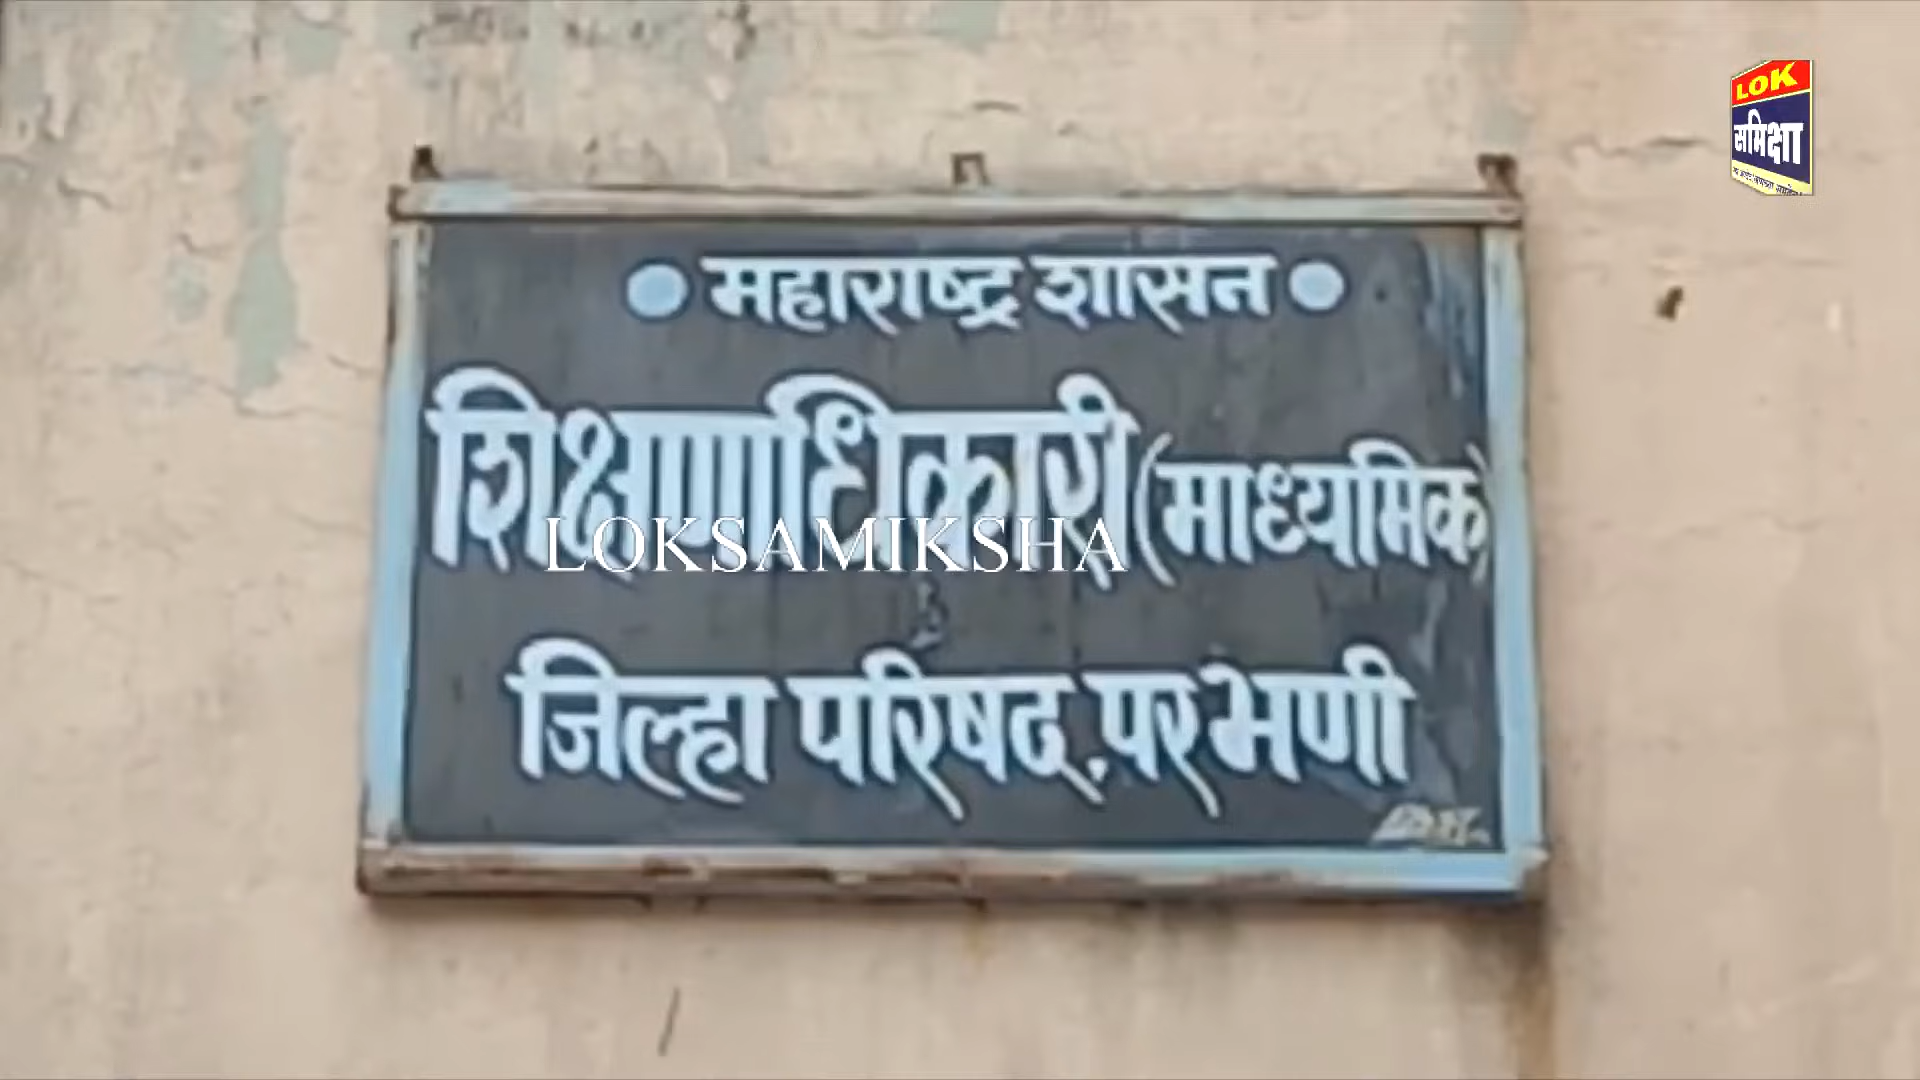 LOK
समिक्षा
महाराष्ट्र शासन
शिक्षणाधिकारी (माध्यमिक)
LOKSAMIKSHA
जिल्हा परिषद, परभणी